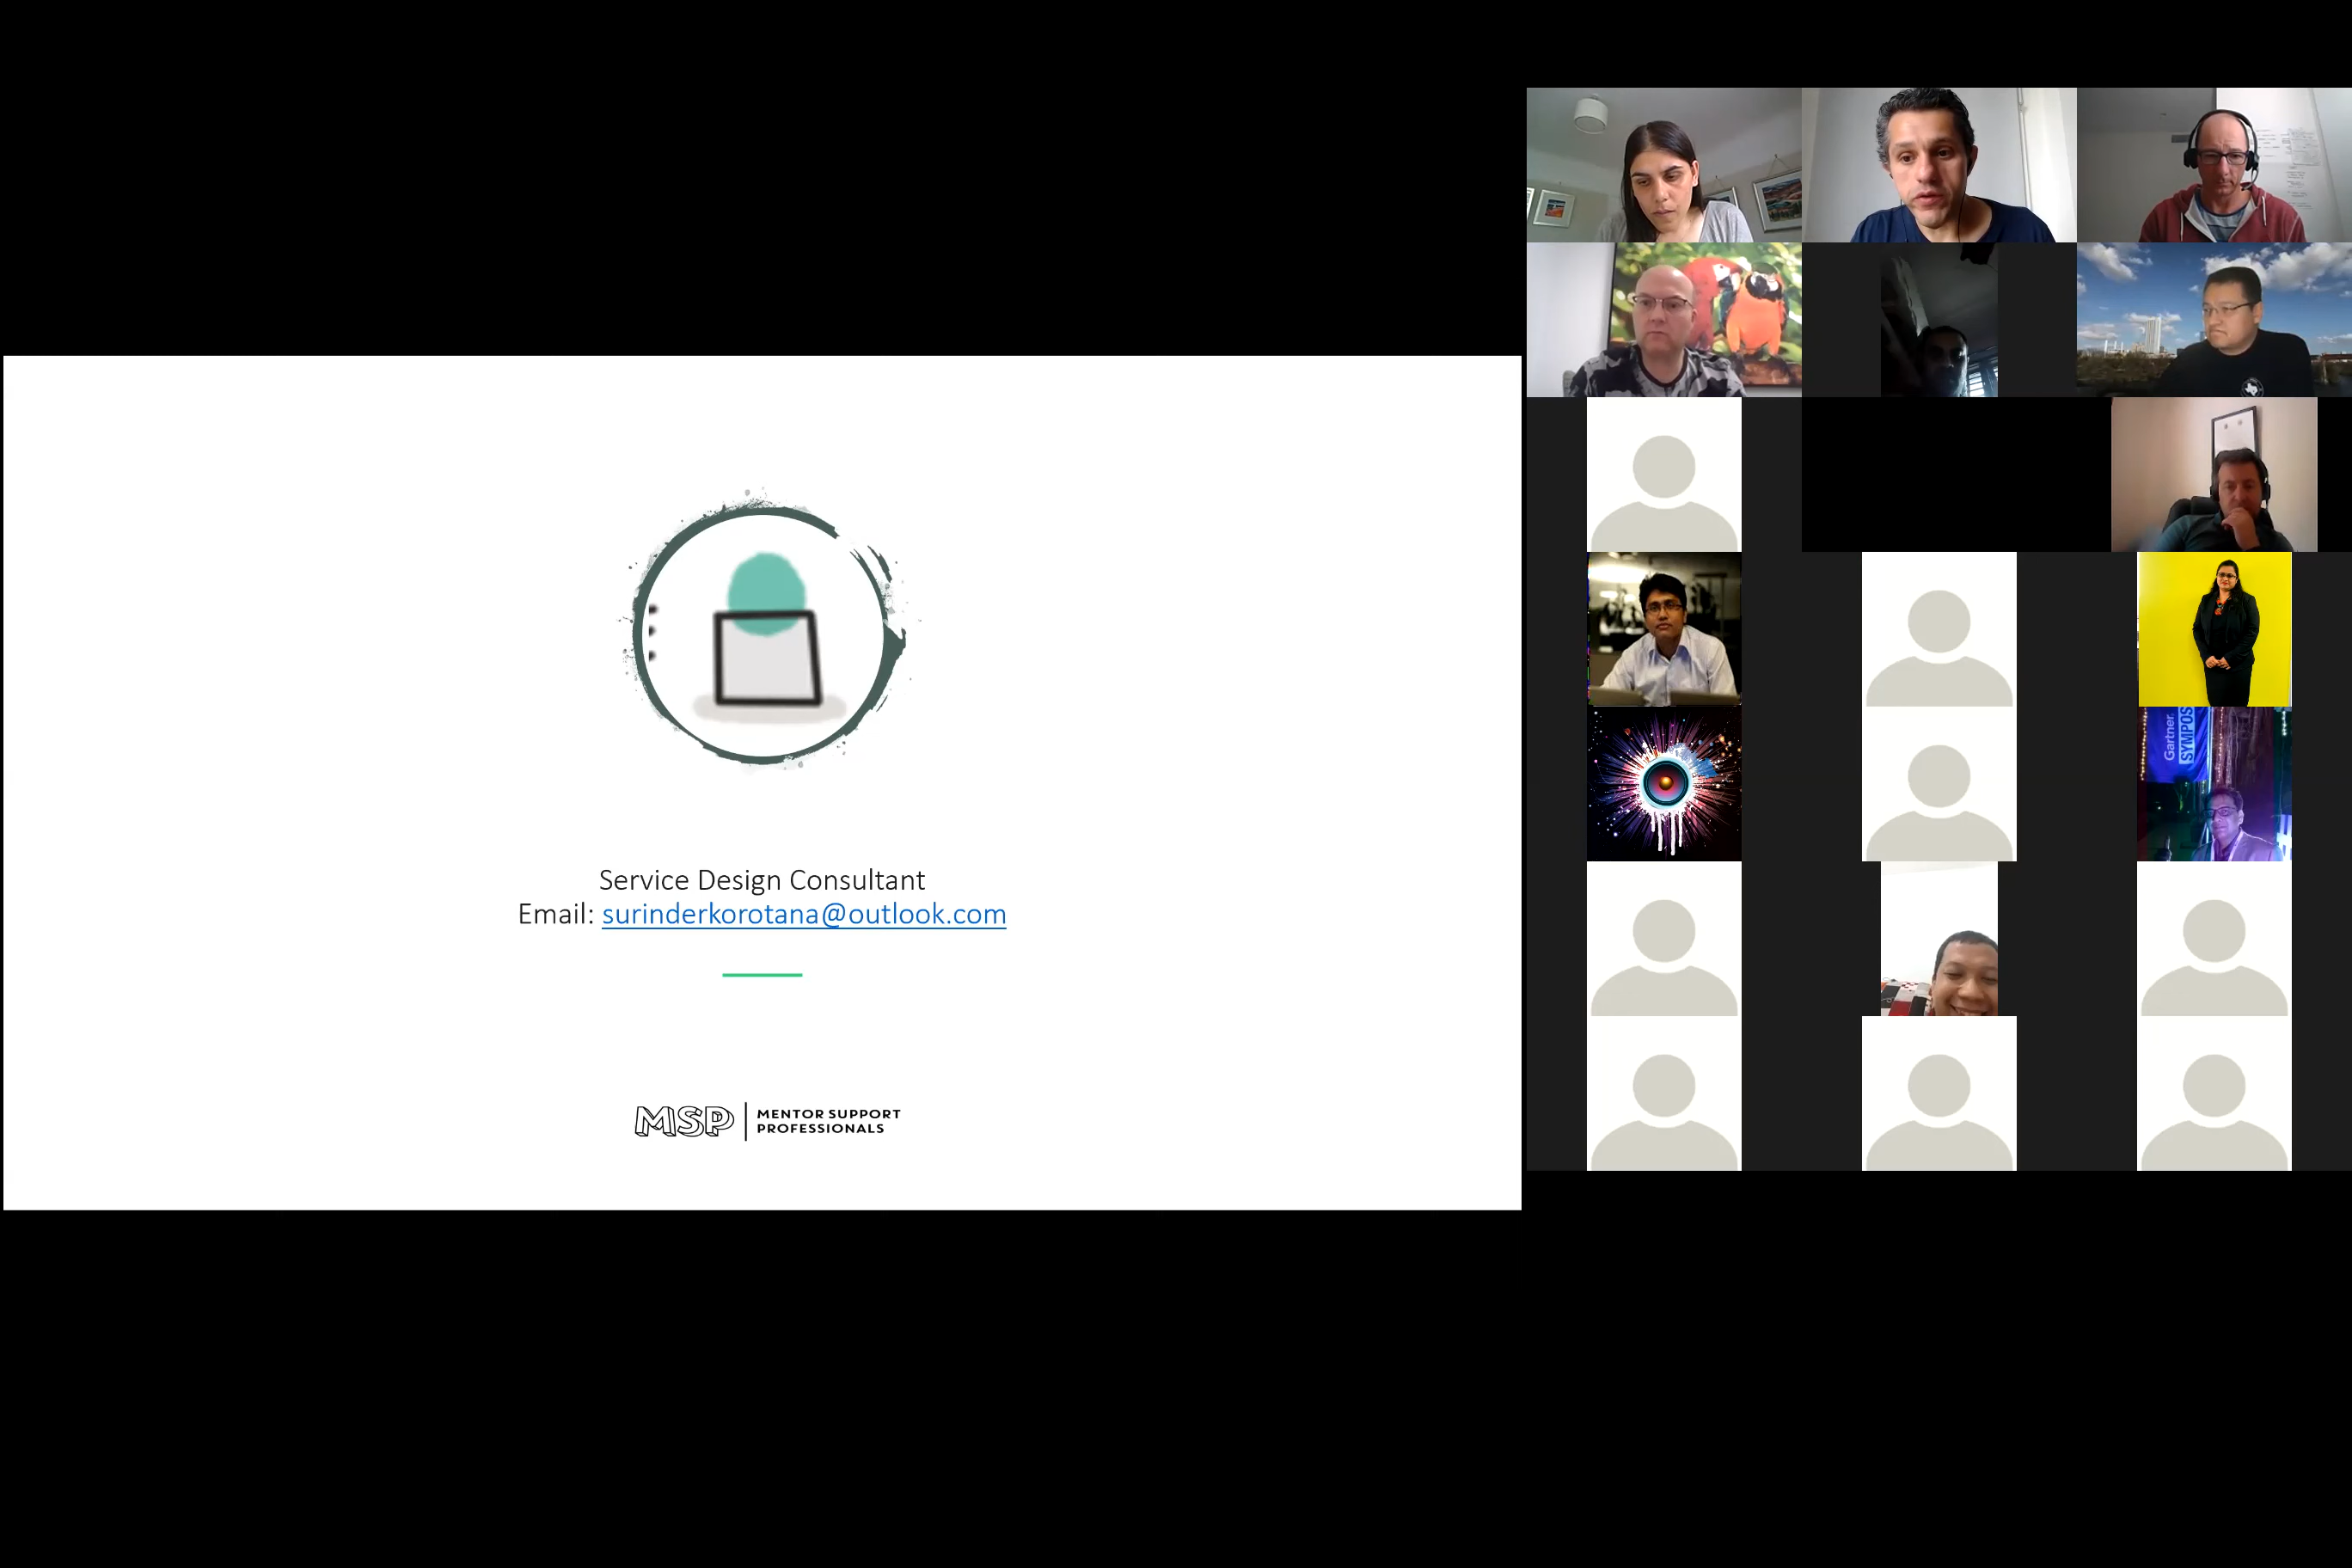 Service Design Consultant
Email: surinderkorotana@outlook.com
MSP
MENTOR SUPPORT
PROFESSIONALS
Gartner
SYMPOS